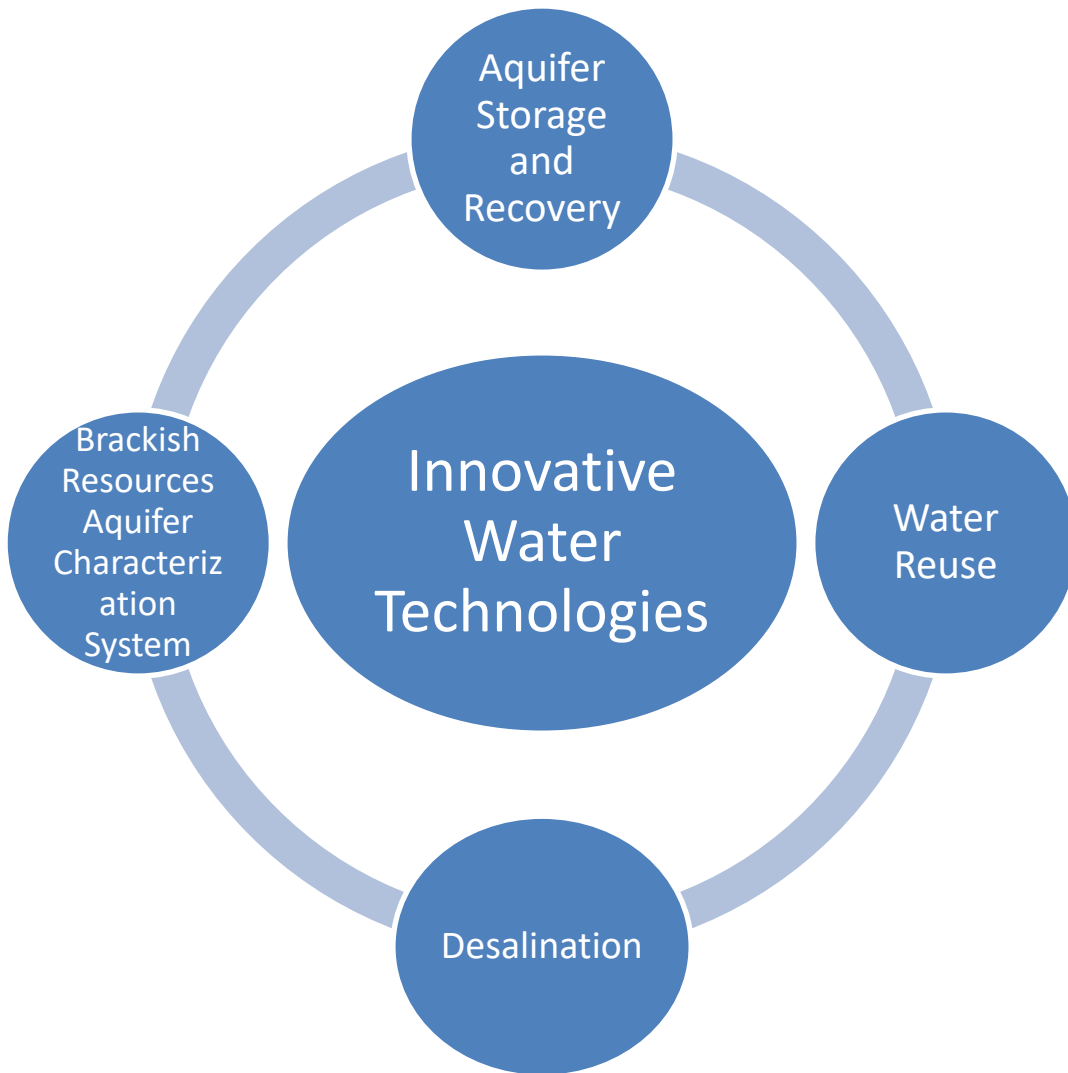 Aquifer
Storage
and
Recovery
Brackish
Resources
Aquifer
Characteriz
ation
System
Innovative
Water
Technologies
Water
Reuse
Desalination